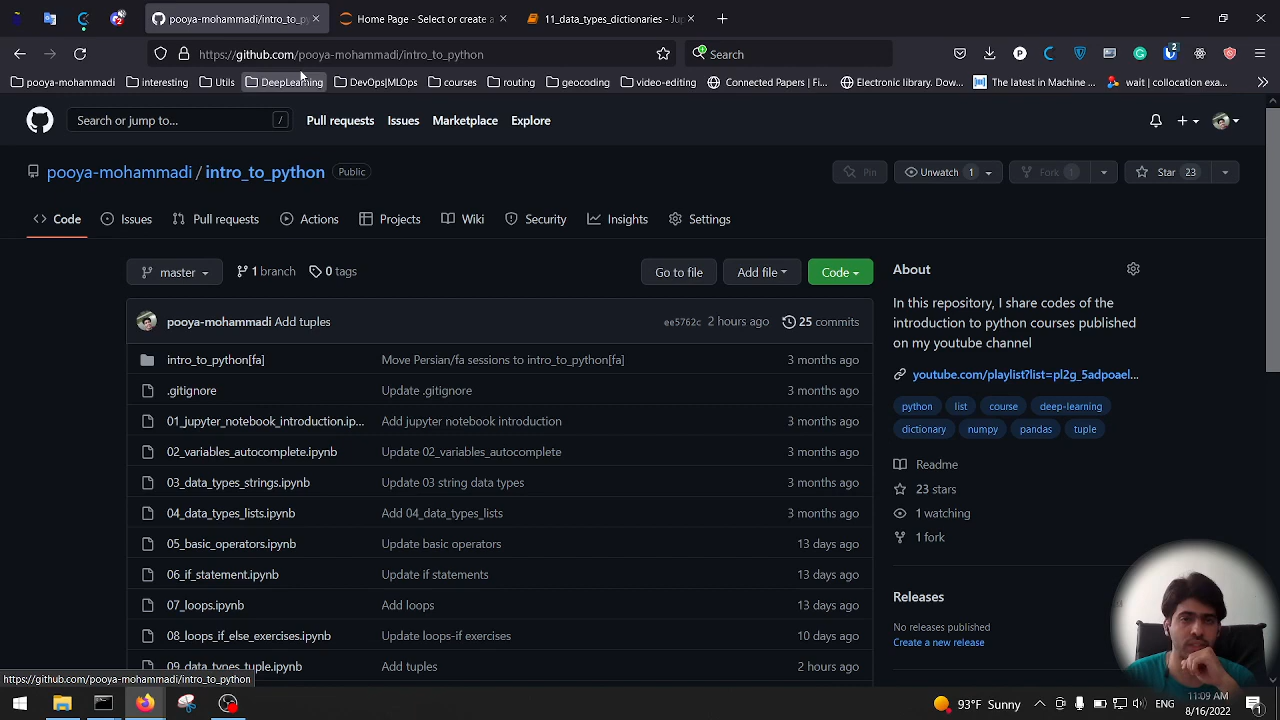 pooya-mohammadi/intro_to_py
Home Page - Select or create a
11_data_types_dictionaries - Jup
https://github.com/pooya-mohammadi/intro_to_python
Search
pooya-mohammadi
interesting
Utils
DeepLearning
DevOps|MLOps
courses
routing
geocoding
video-editing
Connected Papers | Fi...
Electronic library. Dow...
The latest in Machine ...
wait | collocation exa...
Search or jump to...
/
Pull requests
Issues
Marketplace
Explore
pooya-mohammadi / intro_to_python
Public
Pin
Unwatch 1
Fork 1
Star 23
Code
Issues
Pull requests
Actions
Projects
Wiki
Security
Insights
Settings
master
1 branch
0 tags
Go to file
Add file
Code
pooya-mohammadi Add tuples
ee5762c 2 hours ago
25 commits
intro_to_python[fa] Move Persian/fa sessions to intro_to_python[fa] 3 months ago
.gitignore Update .gitignore 3 months ago
01_jupyter_notebook_introduction.ip... Add jupyter notebook introduction 3 months ago
02_variables_autocomplete.ipynb Update 02_variables_autocomplete 3 months ago
03_data_types_strings.ipynb Update 03 string data types 3 months ago
04_data_types_lists.ipynb Add 04_data_types_lists 3 months ago
05_basic_operators.ipynb Update basic operators 13 days ago
06_if_statement.ipynb Update if statements 13 days ago
07_loops.ipynb Add loops 13 days ago
08_loops_if_else_exercises.ipynb Update loops-if exercises 10 days ago
09_data_types_tuple.ipynb Add tuples 2 hours ago
About
In this repository, I share codes of the
introduction to python courses published
on my youtube channel
youtube.com/playlist?list=pl2g_5adpoael...
python
list
course
deep-learning
dictionary
numpy
pandas
tuple
Readme
23 stars
1 watching
1 fork
Releases
No releases published
Create a new release
https://github.com/pooya-mohammadi/intro_to_python
93°F Sunny
ENG
11:09 AM
8/16/2022